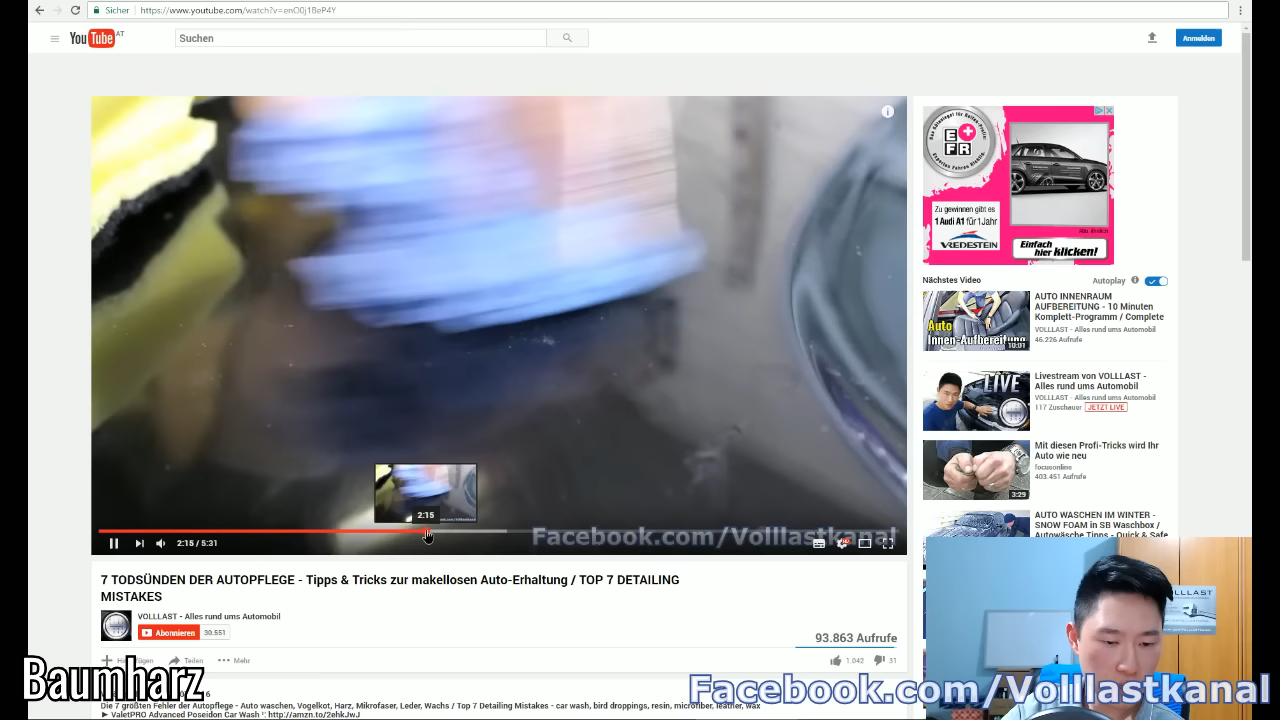 Sicher https://www.youtube.com/watch?v=enO0j1BeP4Y
YouTube AT
Suchen
Anmelden
Facebook.com/Volllastkanal
2:15
2:15 / 5:31
7 TODSÜNDEN DER AUTOPFLEGE - Tipps & Tricks zur makellosen Auto-Erhaltung / TOP 7 DETAILING
MISTAKES
VOLLLAST - Alles rund ums Automobil
Abonnieren 30.551
93.863 Aufrufe
Teilen
Mehr
1.042
31
Die 7 größten Fehler der Autopflege - Auto waschen, Vogelkot, Harz, Mikrofaser, Leder, Wachs / Top 7 Detailing Mistakes - car wash, bird droppings, resin, microfiber, leather, wax
► ValetPRO Advanced Poseidon Car Wash ¹: http://amzn.to/2ehkJwJ
Baumharz
E FR
Zu gewinnen gibt es
1 Audi A1 für 1 Jahr
VREDESTEIN
Abb. ähnlich
Einfach
hier klicken!
Nächstes Video
Autoplay
Auto
Innen-Aufbereitung
10:01
AUTO INNENRAUM
AUFBEREITUNG - 10 Minuten
Komplett-Programm / Complete
VOLLLAST - Alles rund ums Automobil
46.226 Aufrufe
LIVE
Livestream von VOLLLAST -
Alles rund ums Automobil
VOLLLAST - Alles rund ums Automobil
117 Zuschauer JETZT LIVE
3:29
Mit diesen Profi-Tricks wird Ihr
Auto wie neu
focusonline
403.451 Aufrufe
AUTO WASCHEN IM WINTER -
SNOW FOAM in SB Waschbox /
Autowäsche Tipps - Quick & Safe
Facebook.com/Volllastkanal